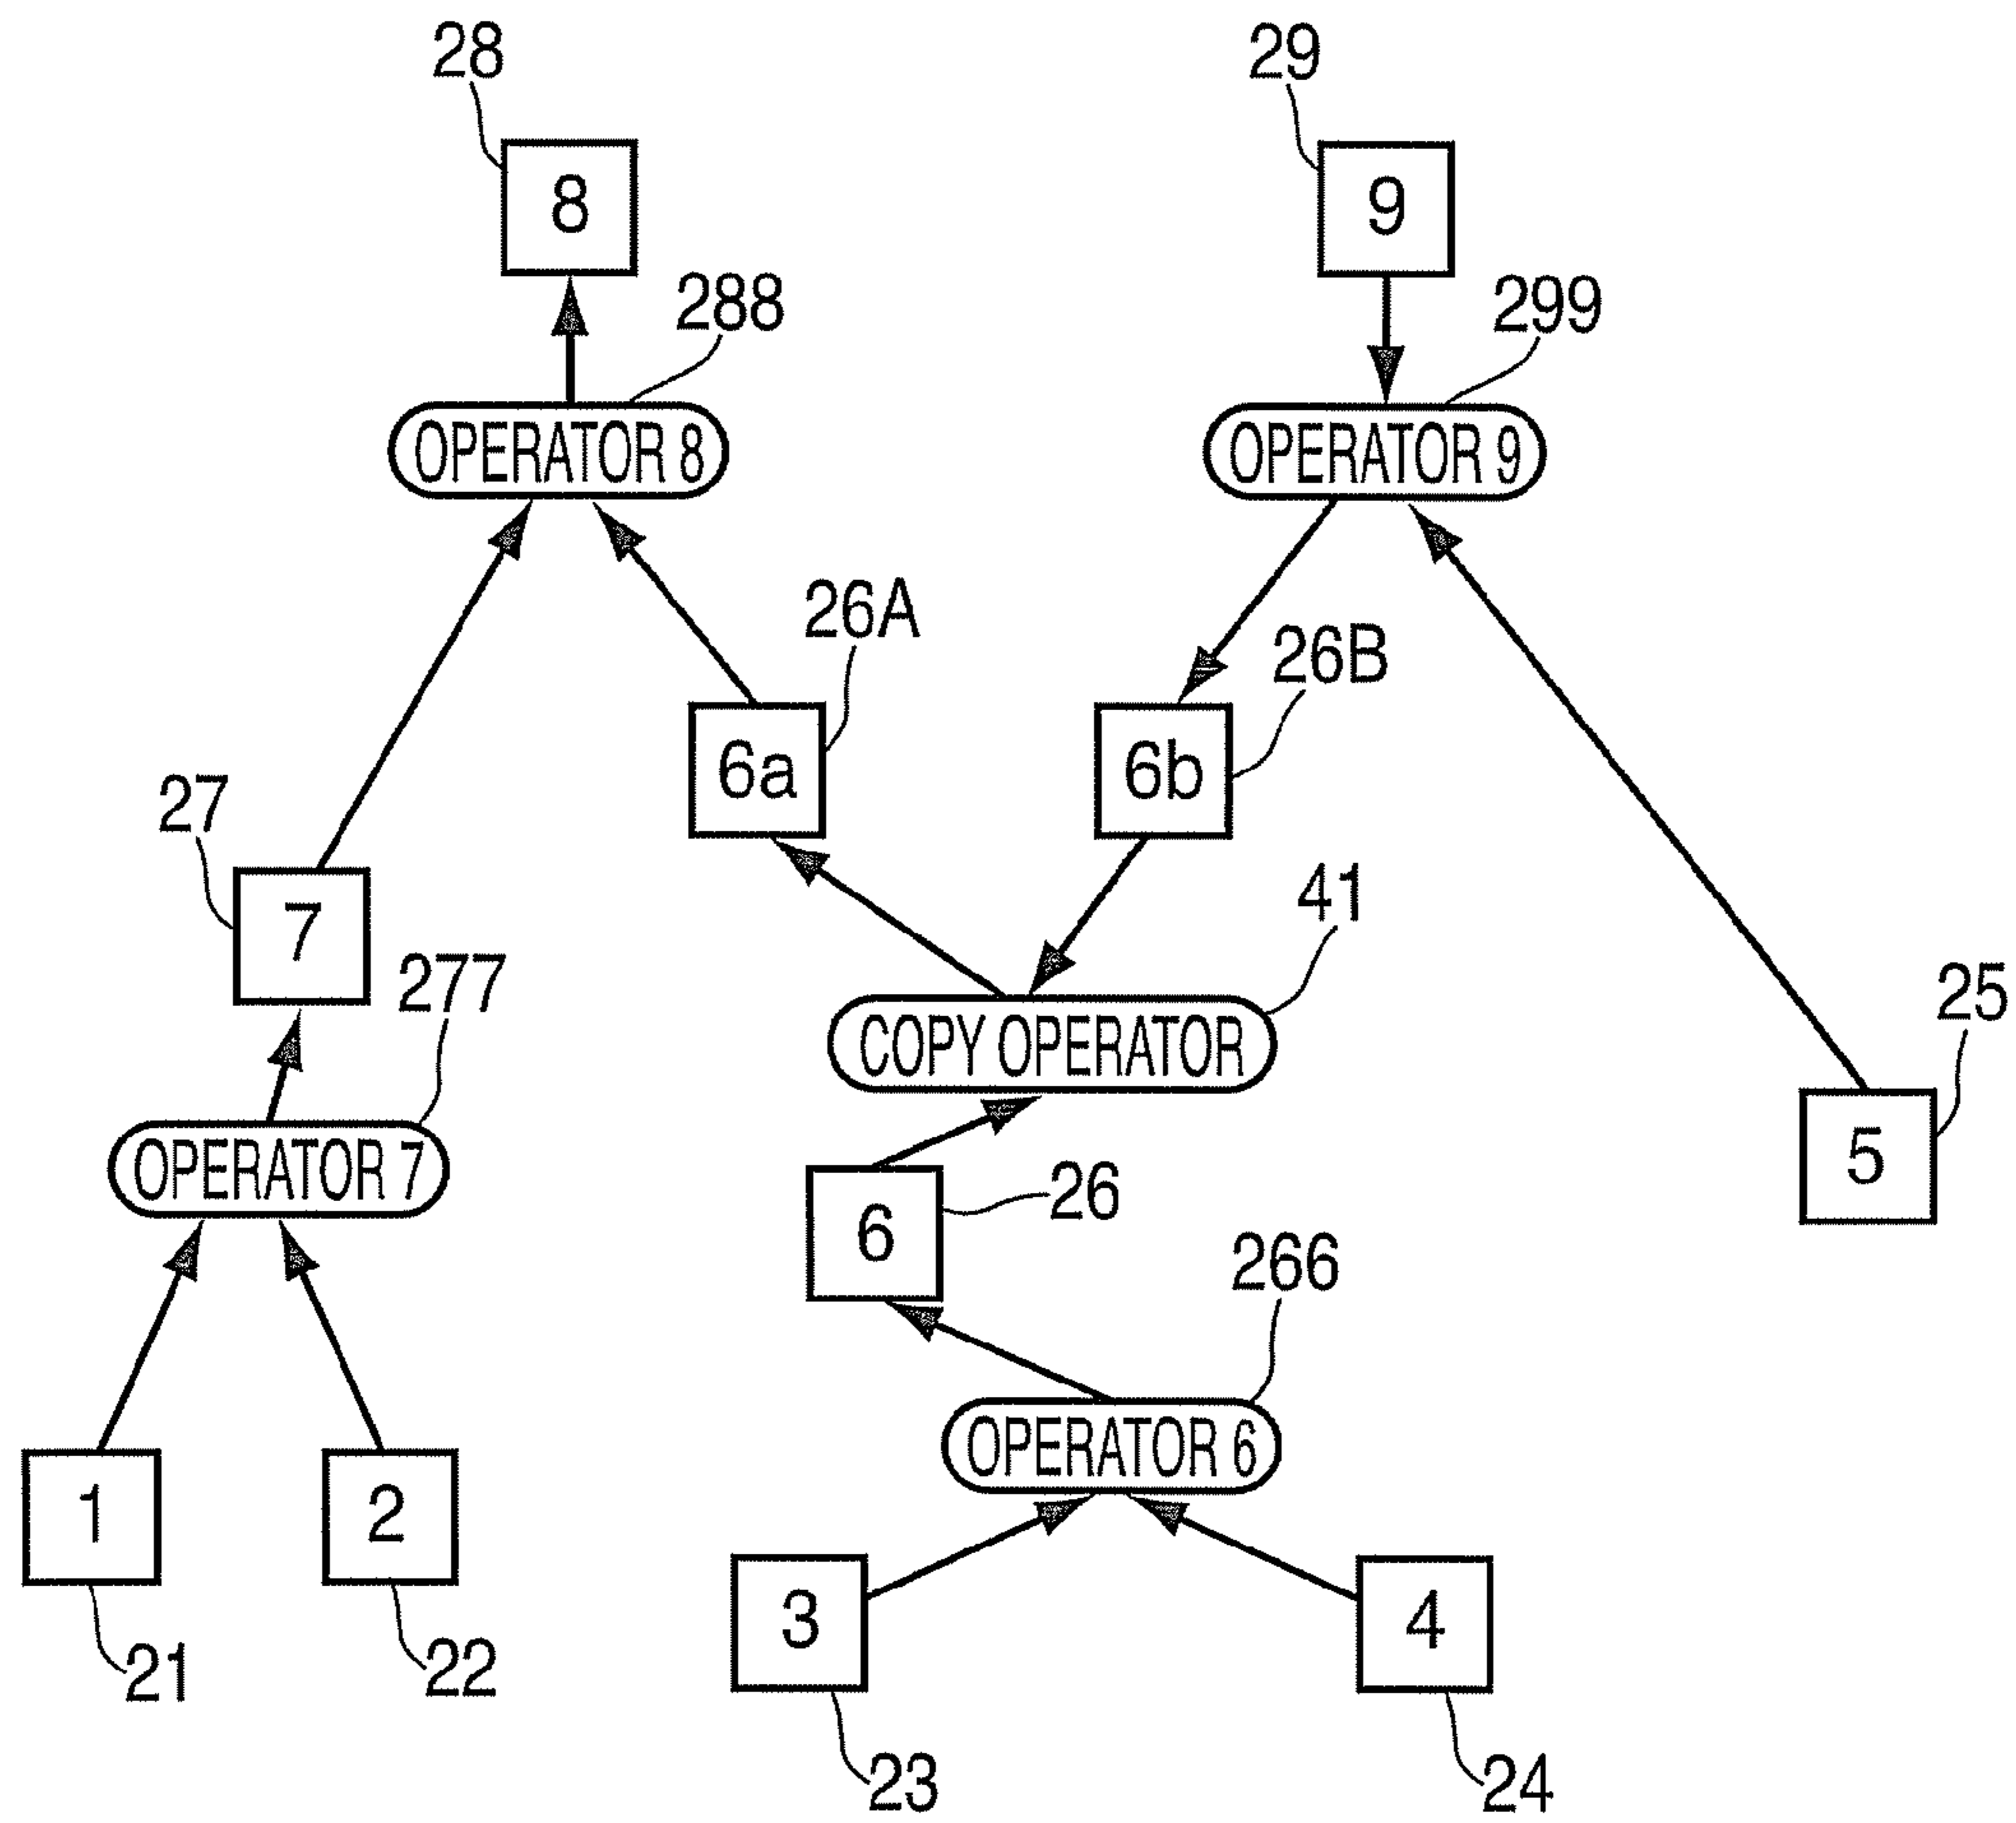 28
29
8
9
288
299
OPERATOR 8
OPERATOR 9
26A
26B
6a
6b
27
7
41
277
25
COPY OPERATOR
5
OPERATOR 7
26
6
266
OPERATOR 6
1
2
3
4
21
22
23
24